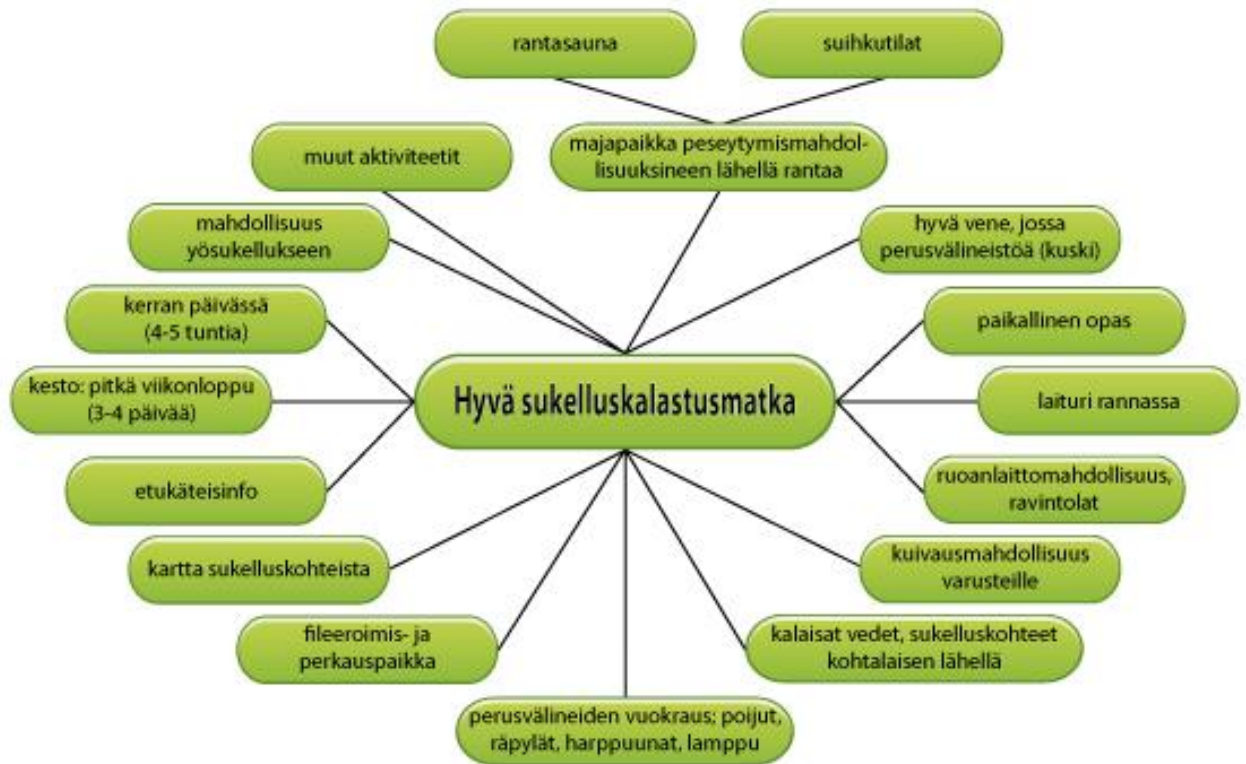 rantasauna
suihkutilat
muut aktiviteetit
majapaikka peseytymismahdol-
lisuuksineen lähellä rantaa
mahdollisuus
yösukellukseen
hyvä vene, jossa
perusvälineistöä (kuski)
kerran päivässä
(4-5 tuntia)
paikallinen opas
kesto: pitkä viikonloppu
(3-4 päivää)
Hyvä sukelluskalastusmatka
laituri rannassa
etukäteisinfo
ruoanlaittomahdollisuus,
ravintolat
kartta sukelluskohteista
kuivausmahdollisuus
varusteille
fileeroimis- ja
perkauspaikka
kalaisat vedet, sukelluskohteet
kohtalaisen lähellä
perusvälineiden vuokraus; poijut,
räpylät, harppuunat, lamppu